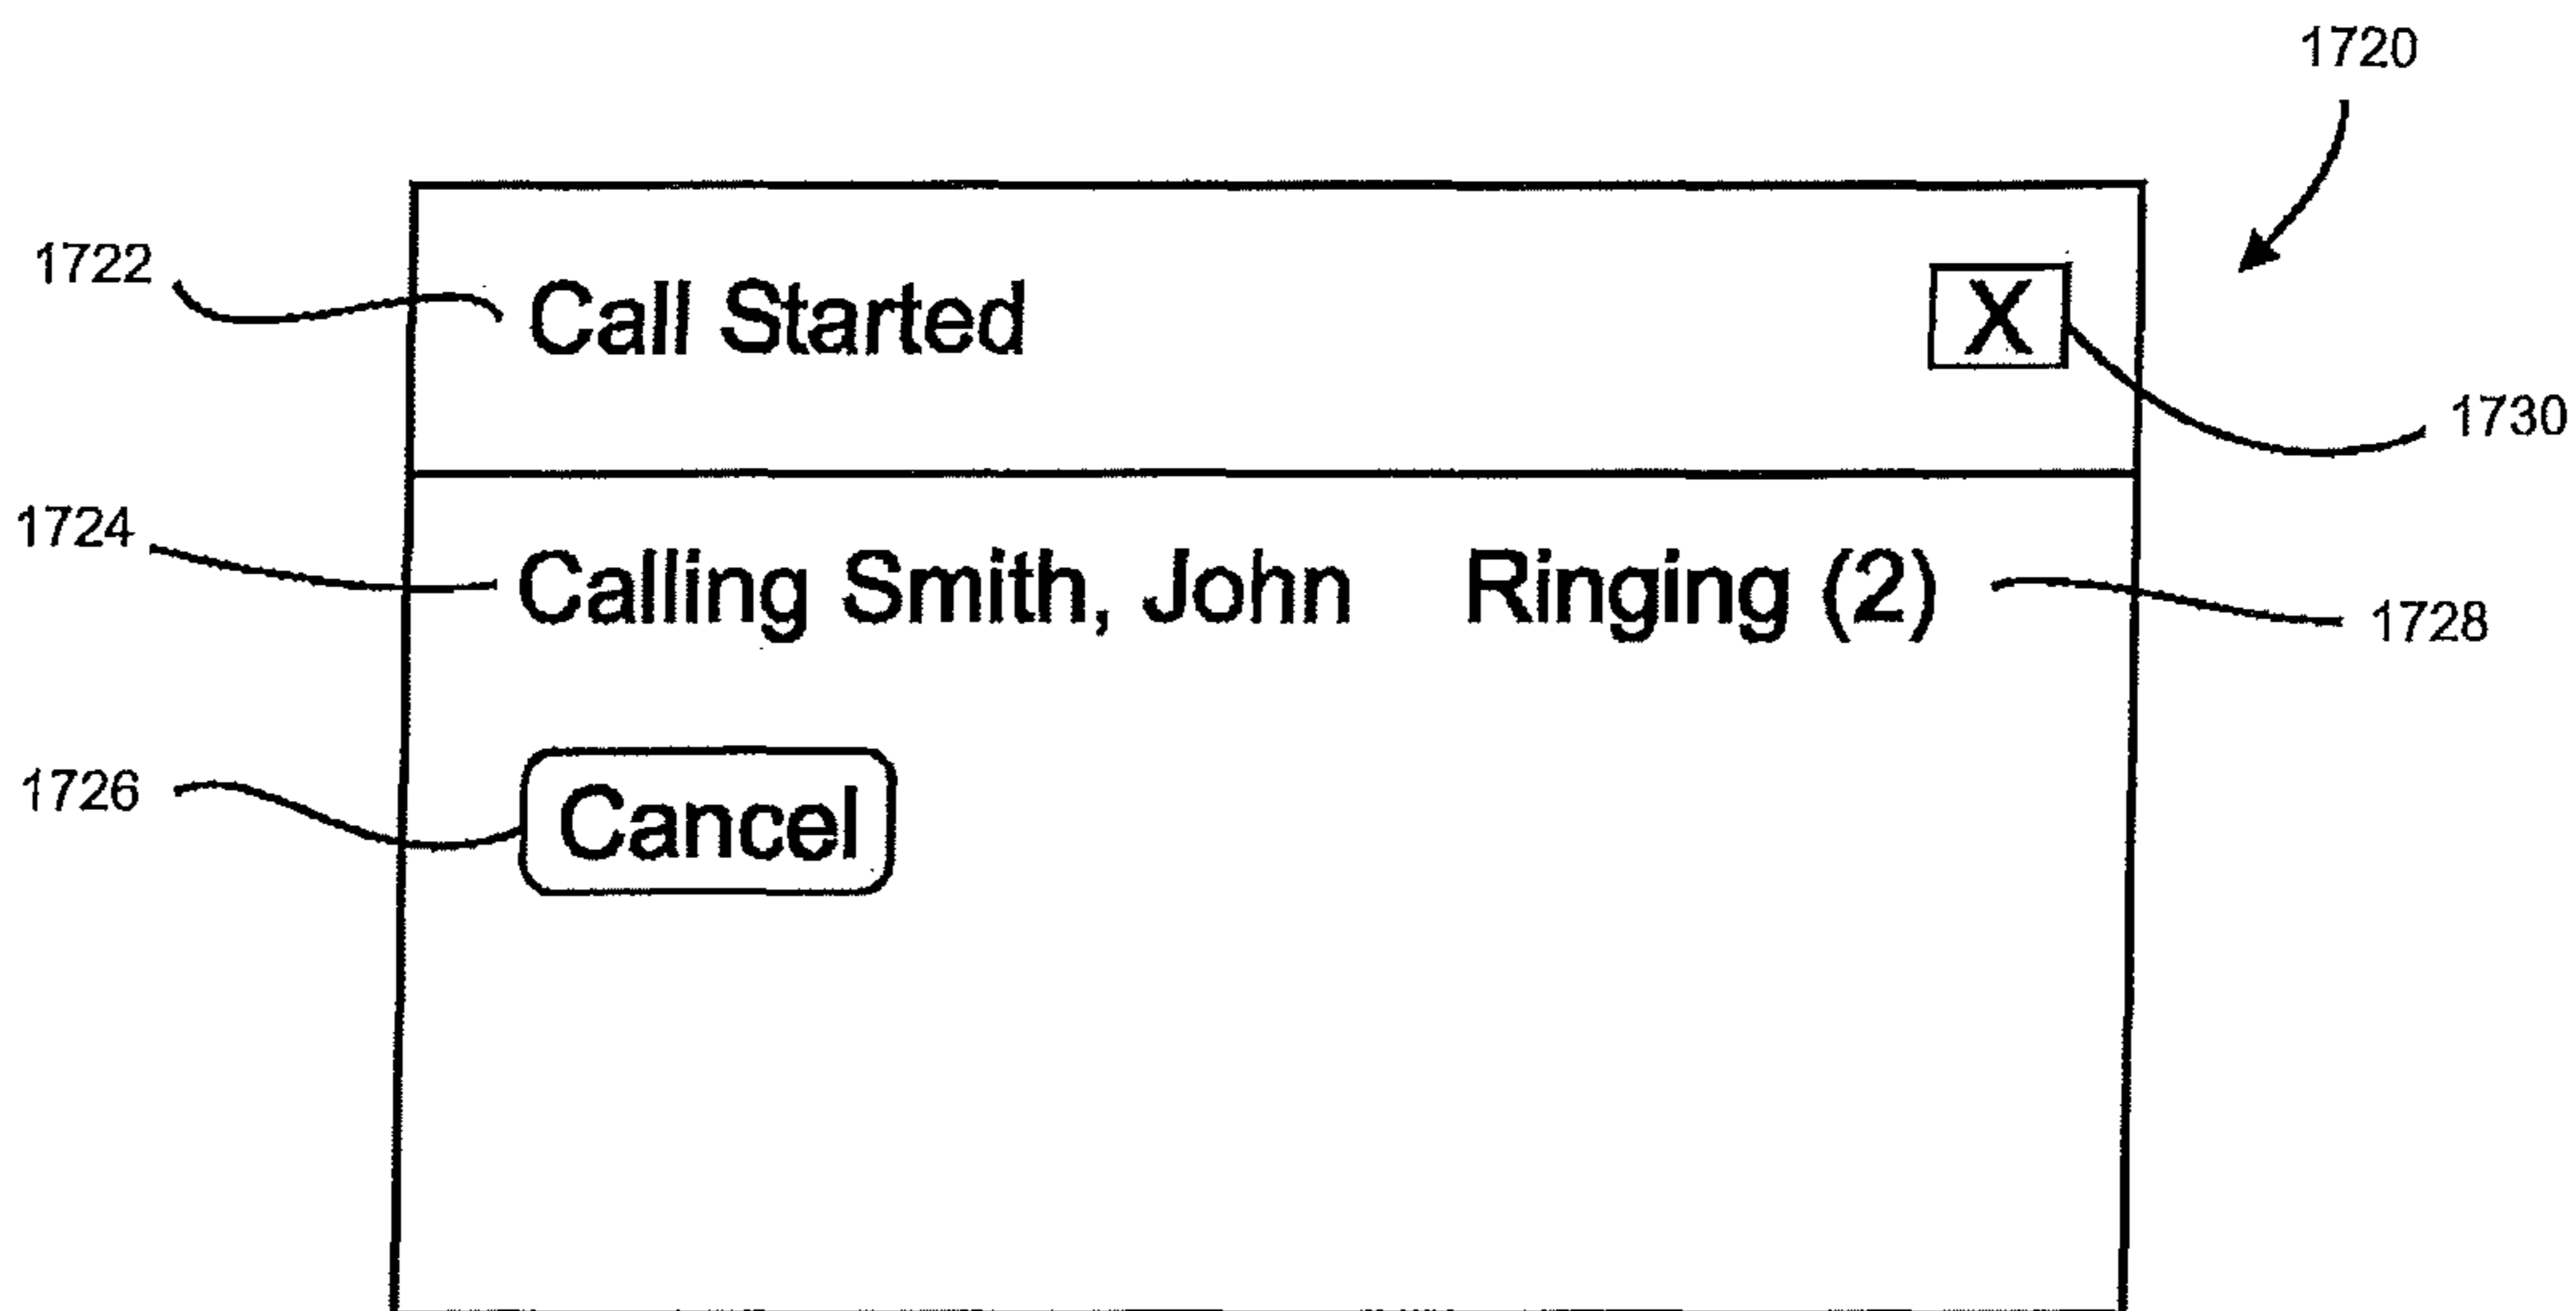 1720
1722 Call Started X
1730
1724 Calling Smith, John Ringing (2)
1728
1726 Cancel